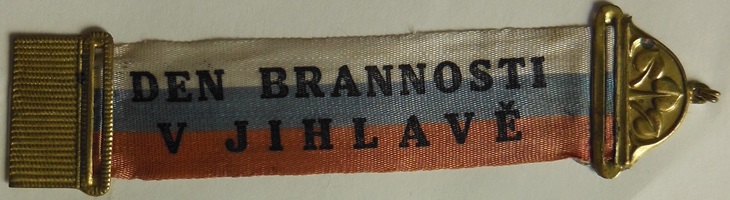 DEN BRANNOSTI
V JIHLAVĚ